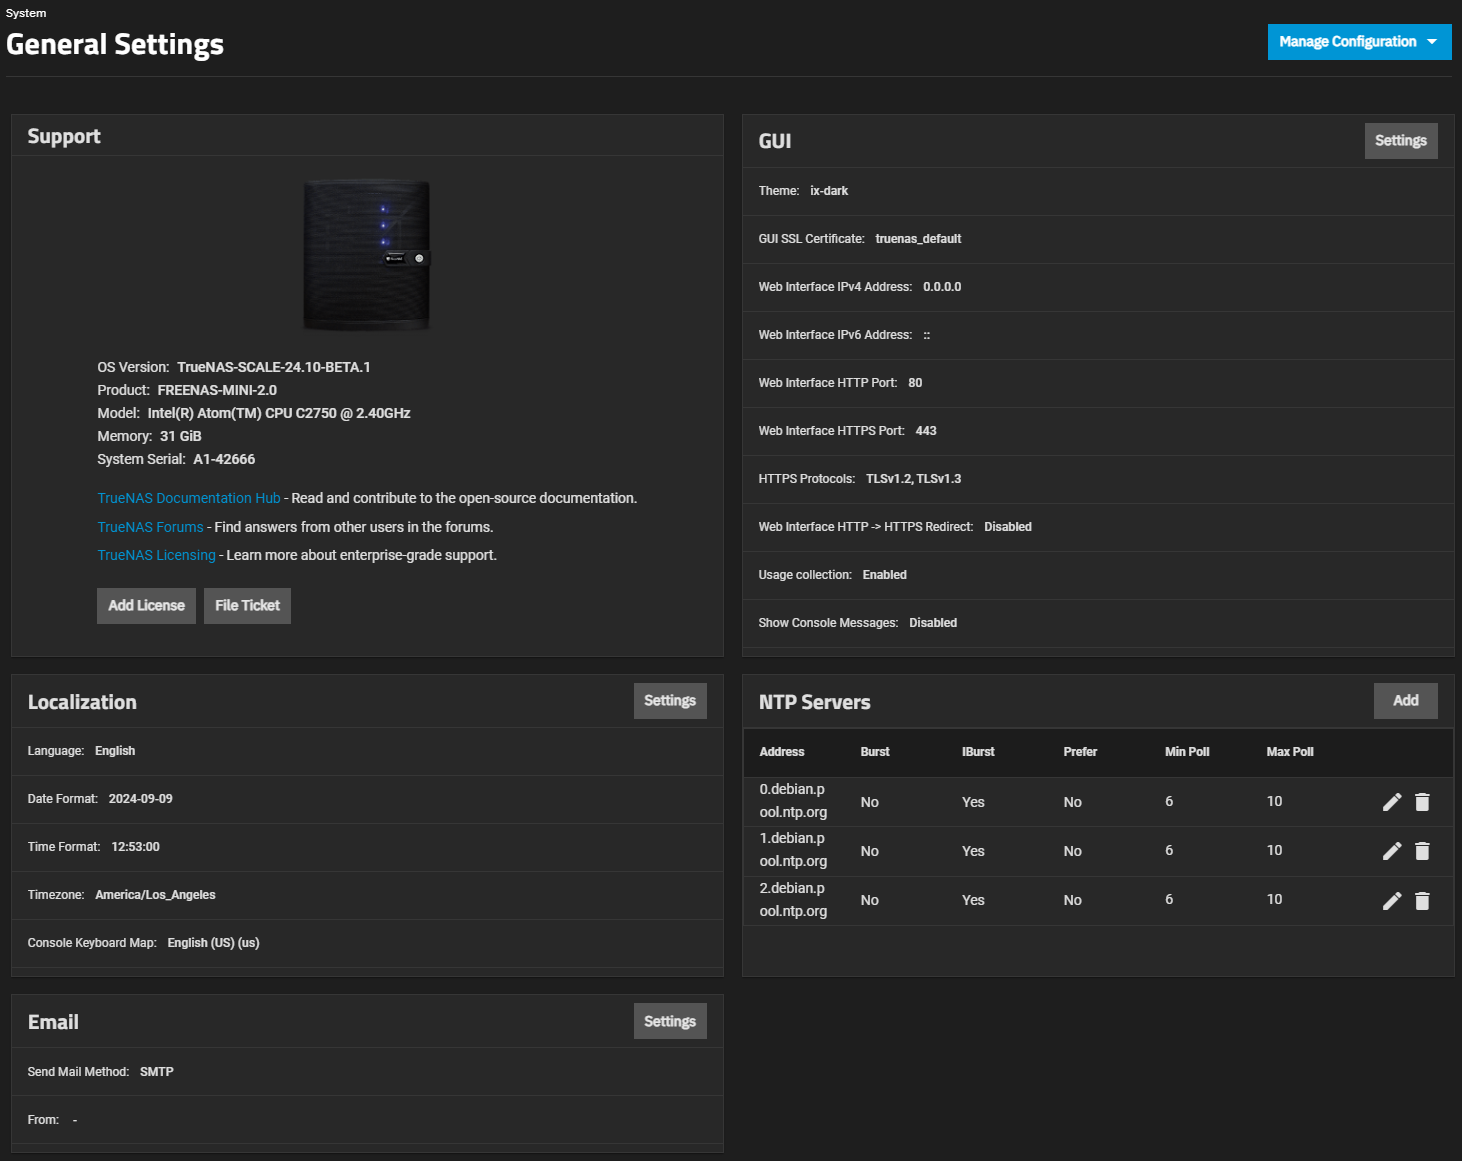 System
General Settings
Manage Configuration
Support
OS Version: TrueNAS-SCALE-24.10-BETA.1
Product: FREENAS-MINI-2.0
Model: Intel(R) Atom(TM) CPU C2750 @ 2.40GHz
Memory: 31 GiB
System Serial: A1-42666
TrueNAS Documentation Hub - Read and contribute to the open-source documentation.
TrueNAS Forums - Find answers from other users in the forums.
TrueNAS Licensing - Learn more about enterprise-grade support.
Add License File Ticket
GUI Settings
Theme: ix-dark
GUI SSL Certificate: truenas_default
Web Interface IPv4 Address: 0.0.0.0
Web Interface IPv6 Address: ::
Web Interface HTTP Port: 80
Web Interface HTTPS Port: 443
HTTPS Protocols: TLSv1.2, TLSv1.3
Web Interface HTTP -> HTTPS Redirect: Disabled
Usage collection: Enabled
Show Console Messages: Disabled
Localization Settings
Language: English
Date Format: 2024-09-09
Time Format: 12:53:00
Timezone: America/Los_Angeles
Console Keyboard Map: English (US) (us)
NTP Servers Add
Address Burst IBurst Prefer Min Poll Max Poll
0.debian.p
ool.ntp.org No Yes No 6 10
1.debian.p
ool.ntp.org No Yes No 6 10
2.debian.p
ool.ntp.org No Yes No 6 10
Email Settings
Send Mail Method: SMTP
From: -